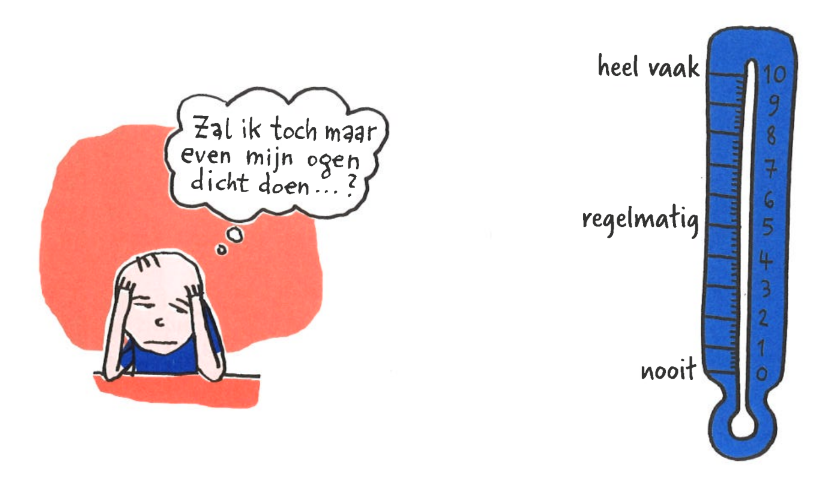 Zal ik toch maar
even mijn ogen
dicht doen...?
heel vaak
regelmatig
nooit
10
9
8
7
6
5
4
3
2
1
0